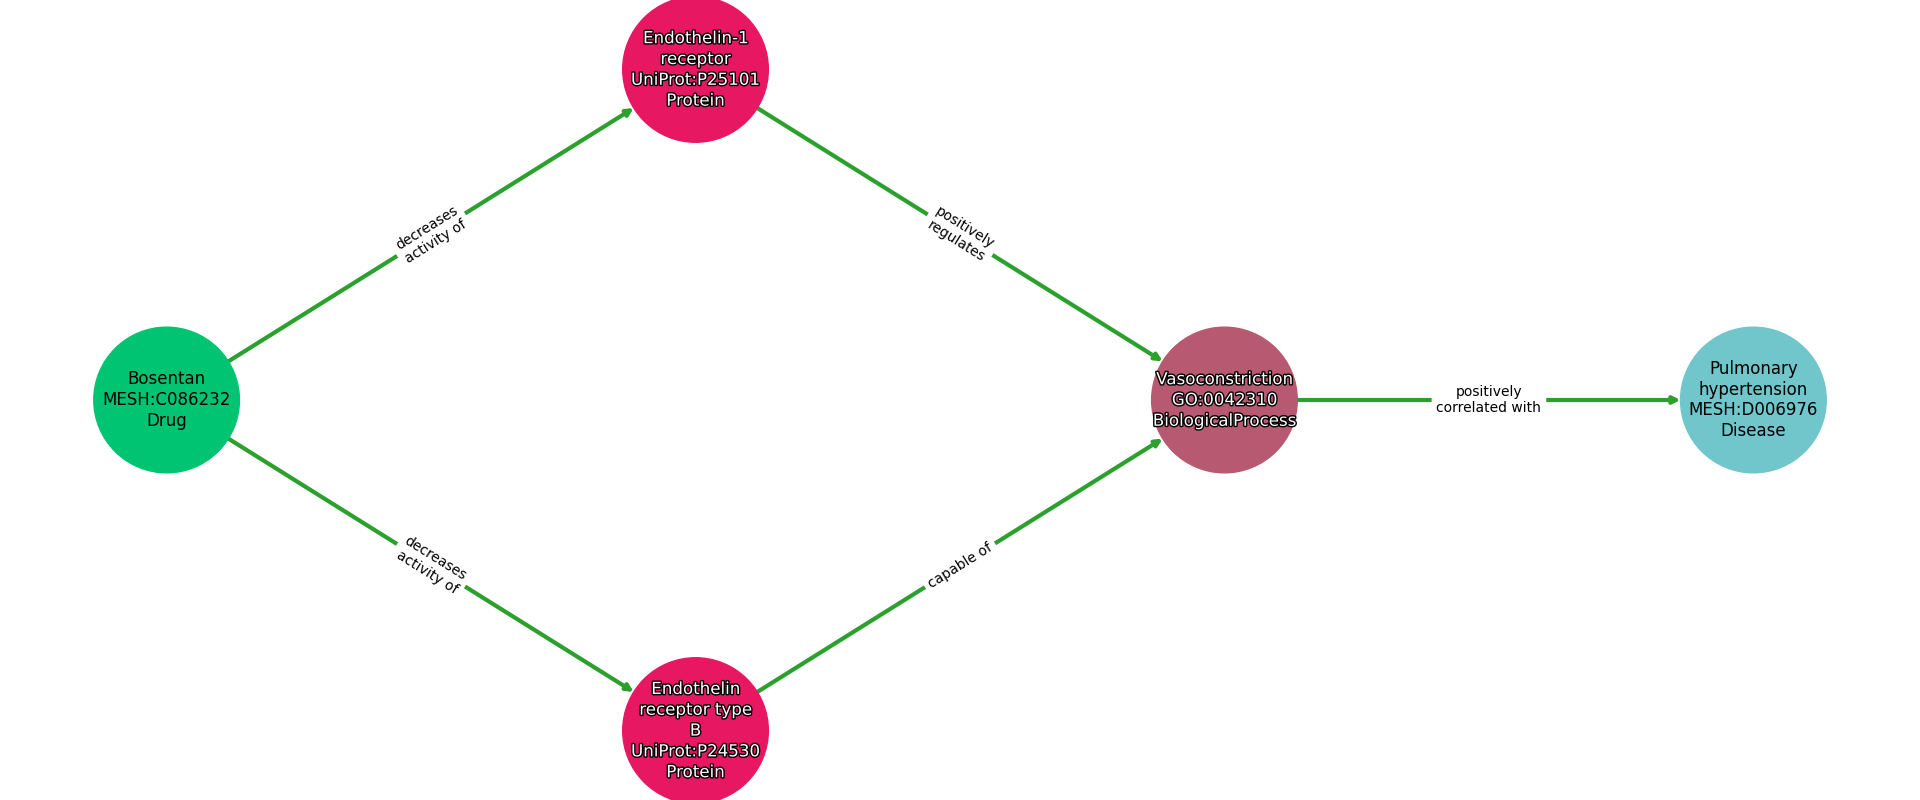 Endothelin-1
receptor
UniProt:P25101
Protein
decreases
activity of
positively
regulates
Bosentan
MESH:C086232
Drug
Vasoconstriction
GO:0042310
BiologicalProcess
positively
correlated with
Pulmonary
hypertension
MESH:D006976
Disease
decreases
activity of
capable of
Endothelin
receptor type
B
UniProt:P24530
Protein